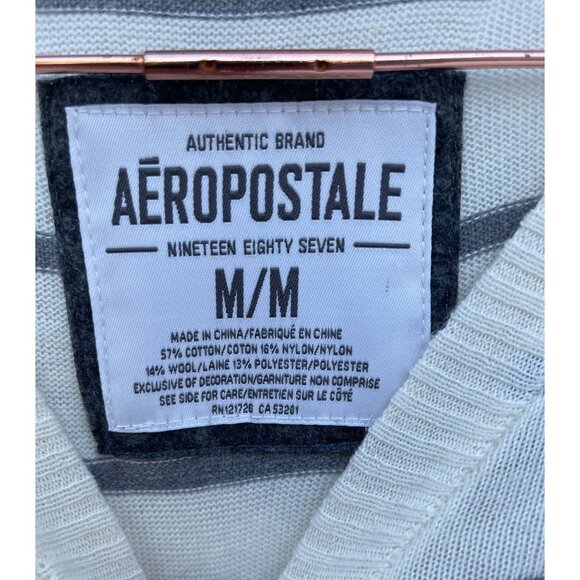 AUTHENTIC BRAND
AĒROPOSTALE
NINETEEN EIGHTY SEVEN
M/M
MADE IN CHINA/FABRIQUÉ EN CHINE
57% COTTON/COTON 16% NYLON/NYLON
14% WOOL/LAINE 13% POLYESTER/POLYESTER
EXCLUSIVE OF DECORATION/GARNITURE NON COMPRISE
SEE SIDE FOR CARE/ENTRETIEN SUR LE CÔTÉ
RN121726 CA 53201